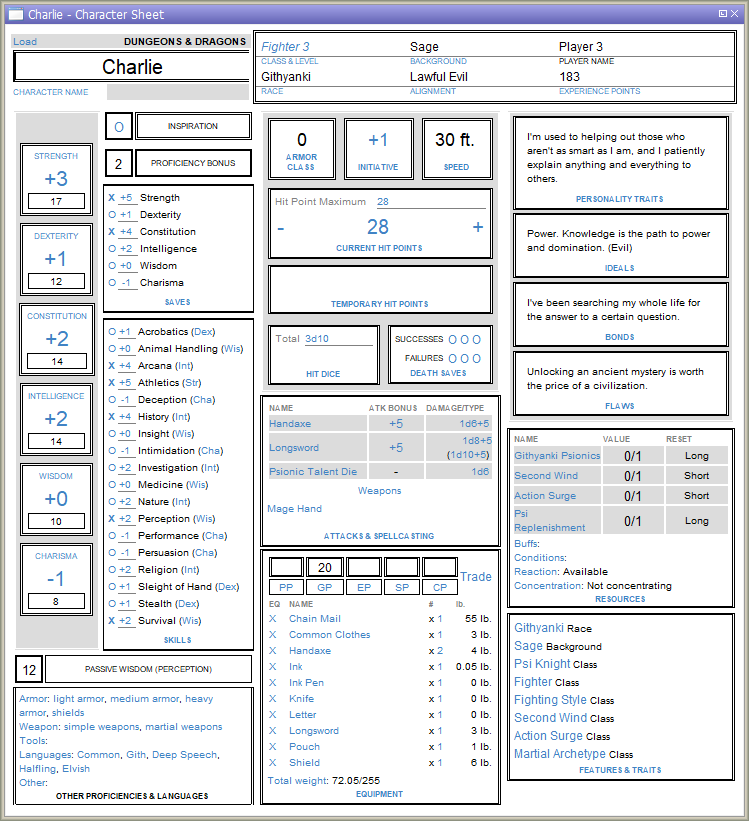 Charlie - Character Sheet
Load DUNGEONS & DRAGONS
Charlie
CHARACTER NAME
Fighter 3 Sage Player 3
CLASS & LEVEL BACKGROUND PLAYER NAME
Githyanki Lawful Evil 183
RACE ALIGNMENT EXPERIENCE POINTS
STRENGTH
+3
17
DEXTERITY
+1
12
CONSTITUTION
+2
14
INTELLIGENCE
+2
14
WISDOM
+0
10
CHARISMA
-1
8
O INSPIRATION
2 PROFICIENCY BONUS
X +5 Strength
O +1 Dexterity
X +4 Constitution
O +2 Intelligence
O +0 Wisdom
O -1 Charisma
SAVES
O +1 Acrobatics (Dex)
O +0 Animal Handling (Wis)
X +4 Arcana (Int)
X +5 Athletics (Str)
O -1 Deception (Cha)
X +4 History (Int)
O +0 Insight (Wis)
O -1 Intimidation (Cha)
O +2 Investigation (Int)
O +0 Medicine (Wis)
O +2 Nature (Int)
X +2 Perception (Wis)
O -1 Performance (Cha)
O -1 Persuasion (Cha)
O +2 Religion (Int)
O +1 Sleight of Hand (Dex)
O +1 Stealth (Dex)
X +2 Survival (Wis)
SKILLS
12 PASSIVE WISDOM (PERCEPTION)
Armor: light armor, medium armor, heavy
armor, shields
Weapon: simple weapons, martial weapons
Tools:
Languages: Common, Gith, Deep Speech,
Halfling, Elvish
Other:
OTHER PROFICIENCIES & LANGUAGES
0
ARMOR
CLASS
+1
INITIATIVE
30 ft.
SPEED
Hit Point Maximum 28
- 28 +
CURRENT HIT POINTS
TEMPORARY HIT POINTS
Total 3d10
HIT DICE
SUCCESSES O O O
FAILURES O O O
DEATH SAVES
NAME ATK BONUS DAMAGE/TYPE
Handaxe +5 1d6+5
Longsword +5 1d8+5
(1d10+5)
Psionic Talent Die - 1d6
Weapons
Mage Hand
ATTACKS & SPELLCASTING
20 Trade
PP GP EP SP CP
EQ NAME # lb.
X Chain Mail x 1 55 lb.
X Common Clothes x 1 3 lb.
X Handaxe x 2 4 lb.
X Ink x 1 0.05 lb.
X Ink Pen x 1 0 lb.
X Knife x 1 0 lb.
X Letter x 1 0 lb.
X Longsword x 1 3 lb.
X Pouch x 1 1 lb.
X Shield x 1 6 lb.
Total weight: 72.05/255
EQUIPMENT
I'm used to helping out those who
aren't as smart as I am, and I patiently
explain anything and everything to
others.
PERSONALITY TRAITS
Power. Knowledge is the path to power
and domination. (Evil)
IDEALS
I've been searching my whole life for
the answer to a certain question.
BONDS
Unlocking an ancient mystery is worth
the price of a civilization.
FLAWS
NAME VALUE RESET
Githyanki Psionics 0/1 Long
Second Wind 0/1 Short
Action Surge 0/1 Short
Psi
Replenishment 0/1 Long
Buffs:
Conditions:
Reaction: Available
Concentration: Not concentrating
RESOURCES
Githyanki Race
Sage Background
Psi Knight Class
Fighter Class
Fighting Style Class
Second Wind Class
Action Surge Class
Martial Archetype Class
FEATURES & TRAITS